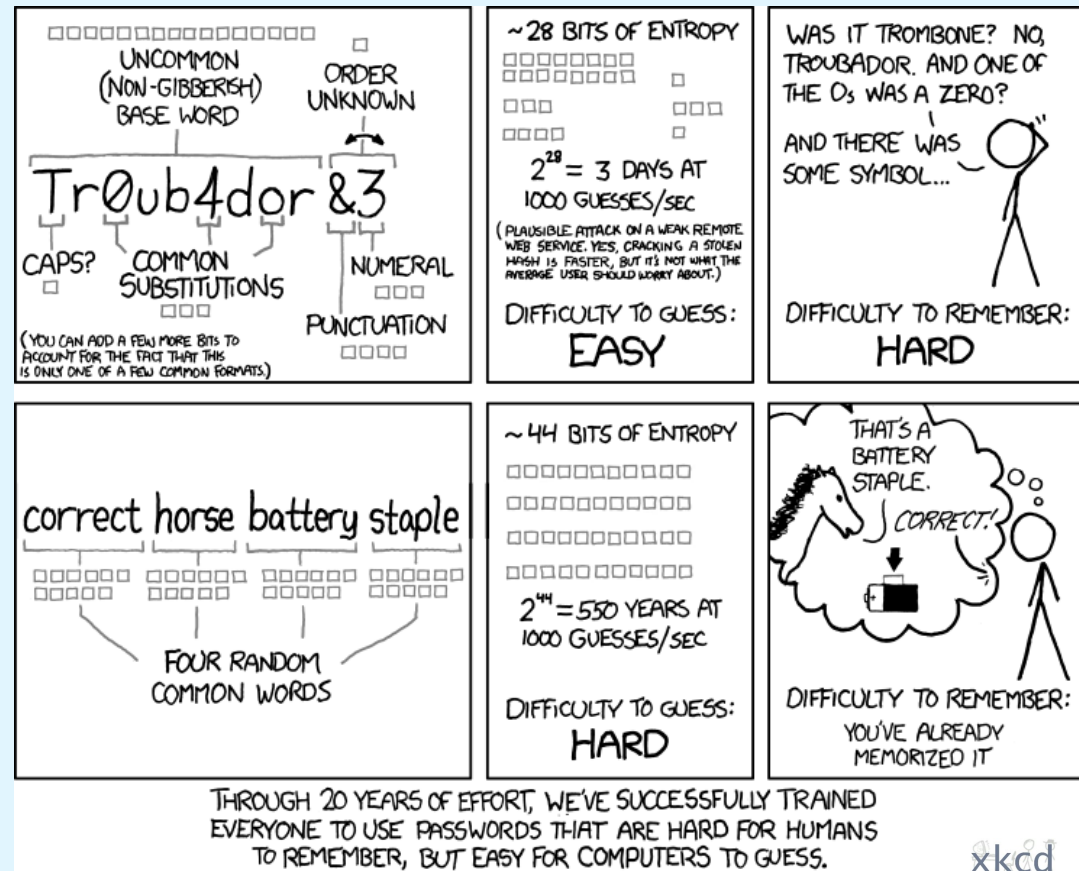 UNCOMMON
(NON-GIBBERISH)
BASE WORD
ORDER
UNKNOWN
Tr0ub4dor &3
CAPS?
COMMON
SUBSTITUTIONS
NUMERAL
PUNCTUATION
(YOU CAN ADD A FEW MORE BITS TO
ACCOUNT FOR THE FACT THAT THIS
IS ONLY ONE OF A FEW COMMON FORMATS.)
~28 BITS OF ENTROPY
2^28 = 3 DAYS AT
1000 GUESSES/SEC
(PLAUSIBLE ATTACK ON A WEAK REMOTE
WEB SERVICE. YES, CRACKING A STOLEN
HASH IS FASTER, BUT IT'S NOT WHAT THE
AVERAGE USER SHOULD WORRY ABOUT.)
DIFFICULTY TO GUESS:
EASY
WAS IT TROMBONE? NO,
TROUBADOR. AND ONE OF
THE Os WAS A ZERO?
AND THERE WAS
SOME SYMBOL...
DIFFICULTY TO REMEMBER:
HARD
correct horse battery staple
FOUR RANDOM
COMMON WORDS
~44 BITS OF ENTROPY
2^44 = 550 YEARS AT
1000 GUESSES/SEC
DIFFICULTY TO GUESS:
HARD
THAT'S A
BATTERY
STAPLE.
CORRECT!
DIFFICULTY TO REMEMBER:
YOU'VE ALREADY
MEMORIZED IT
THROUGH 20 YEARS OF EFFORT, WE'VE SUCCESSFULLY TRAINED
EVERYONE TO USE PASSWORDS THAT ARE HARD FOR HUMANS
TO REMEMBER, BUT EASY FOR COMPUTERS TO GUESS.
xkcd